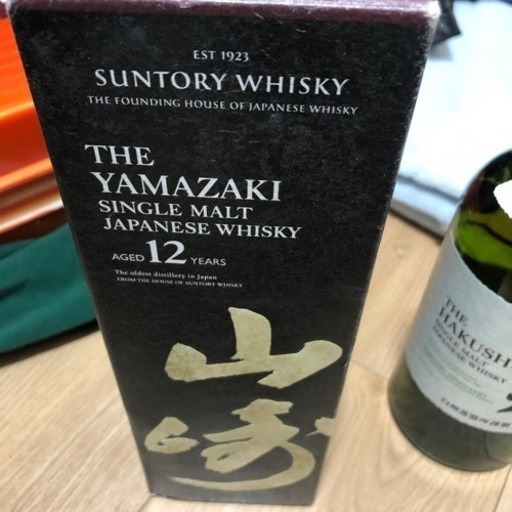 EST 1923
SUNTORY WHISKY
THE FOUNDING HOUSE OF JAPANESE WHISKY
THE
YAMAZAKI
SINGLE MALT
JAPANESE WHISKY
AGED 12 YEARS
The oldest distillery in Japan
FROM THE HOUSE OF SUNTORY WHISKY
山
崎
THE
HAKUSH
SINGLE MALT
JAPANESE WHISKY